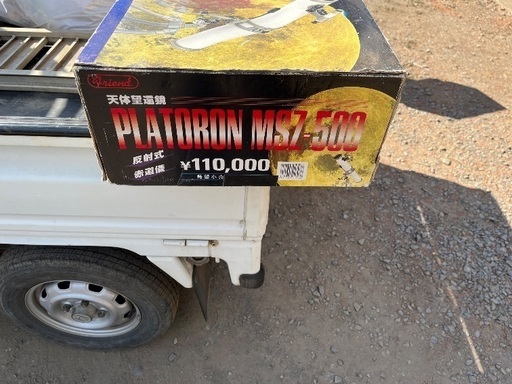 Friend
天体望遠鏡
PLATORON MSZ-500
反射式
¥110,000
赤道儀